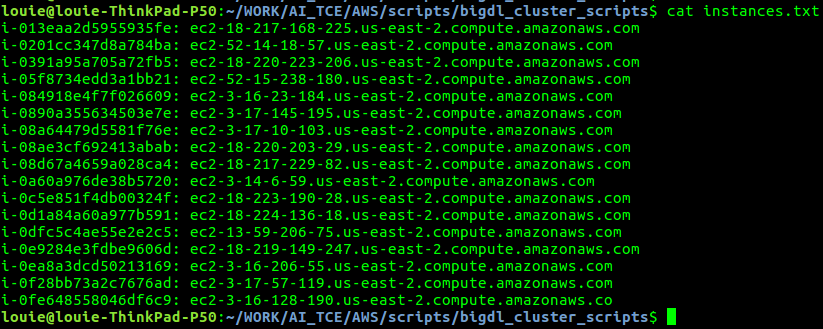 louie@louie-ThinkPad-P50:~/WORK/AI_TCE/AWS/scripts/bigdl_cluster_scripts$ cat instances.txt
i-013eaa2d5955935fe: ec2-18-217-168-225.us-east-2.compute.amazonaws.com
i-0201cc347d8a784ba: ec2-52-14-18-57.us-east-2.compute.amazonaws.com
i-0391a95a705a72fb5: ec2-18-220-223-206.us-east-2.compute.amazonaws.com
i-05f8734edd3a1bb21: ec2-52-15-238-180.us-east-2.compute.amazonaws.com
i-084918e4f7f026609: ec2-3-16-23-184.us-east-2.compute.amazonaws.com
i-0890a355634503e7e: ec2-3-17-145-195.us-east-2.compute.amazonaws.com
i-08a64479d5581f76e: ec2-3-17-10-103.us-east-2.compute.amazonaws.com
i-08ae3cf692413abab: ec2-18-220-203-29.us-east-2.compute.amazonaws.com
i-08d67a4659a028ca4: ec2-18-217-229-82.us-east-2.compute.amazonaws.com
i-0a60a976de38b5720: ec2-3-14-6-59.us-east-2.compute.amazonaws.com
i-0c5e851f4db00324f: ec2-18-223-190-28.us-east-2.compute.amazonaws.com
i-0d1a84a60a977b591: ec2-18-224-136-18.us-east-2.compute.amazonaws.com
i-0dfc5c4ae55e2e2c5: ec2-13-59-206-75.us-east-2.compute.amazonaws.com
i-0e9284e3fdbe9606d: ec2-18-219-149-247.us-east-2.compute.amazonaws.com
i-0ea8a3dcd50213169: ec2-3-16-206-55.us-east-2.compute.amazonaws.com
i-0f28bb73a2c7676ad: ec2-3-17-57-119.us-east-2.compute.amazonaws.com
i-0fe648558046df6c9: ec2-3-16-128-190.us-east-2.compute.amazonaws.co
louie@louie-ThinkPad-P50:~/WORK/AI_TCE/AWS/scripts/bigdl_cluster_scripts$